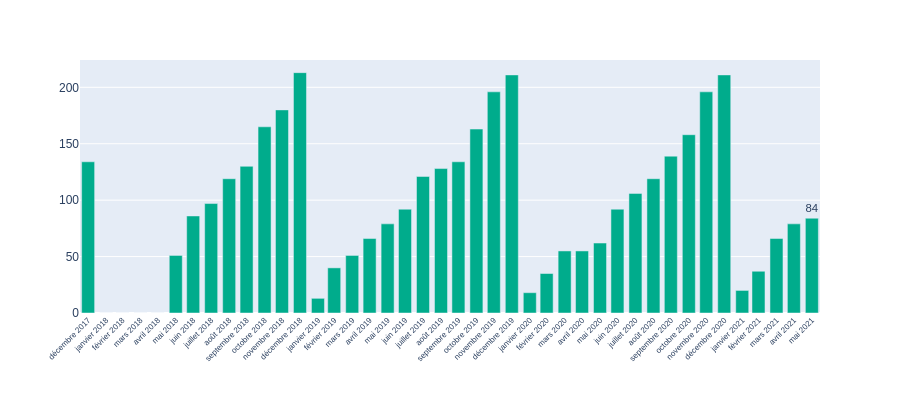 200
150
100
50
0
84
décembre 2017
janvier 2018
février 2018
mars 2018
avril 2018
mai 2018
juin 2018
juillet 2018
août 2018
septembre 2018
octobre 2018
novembre 2018
décembre 2018
janvier 2019
février 2019
mars 2019
avril 2019
mai 2019
juin 2019
juillet 2019
août 2019
septembre 2019
octobre 2019
novembre 2019
décembre 2019
janvier 2020
février 2020
mars 2020
avril 2020
mai 2020
juin 2020
juillet 2020
août 2020
septembre 2020
octobre 2020
novembre 2020
décembre 2020
janvier 2021
février 2021
mars 2021
avril 2021
mai 2021